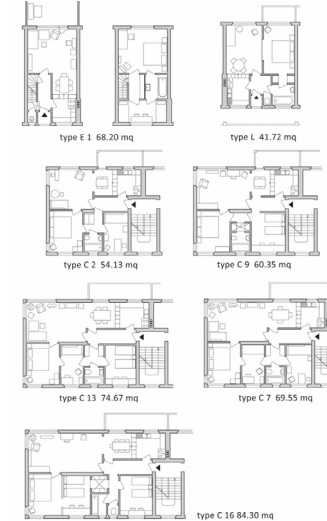 type E 1 68.20 mq
type L 41.72 mq
type C 2 54.13 mq
type C 9 60.35 mq
type C 13 74.67 mq
type C 7 69.55 mq
type C 16 84.30 mq